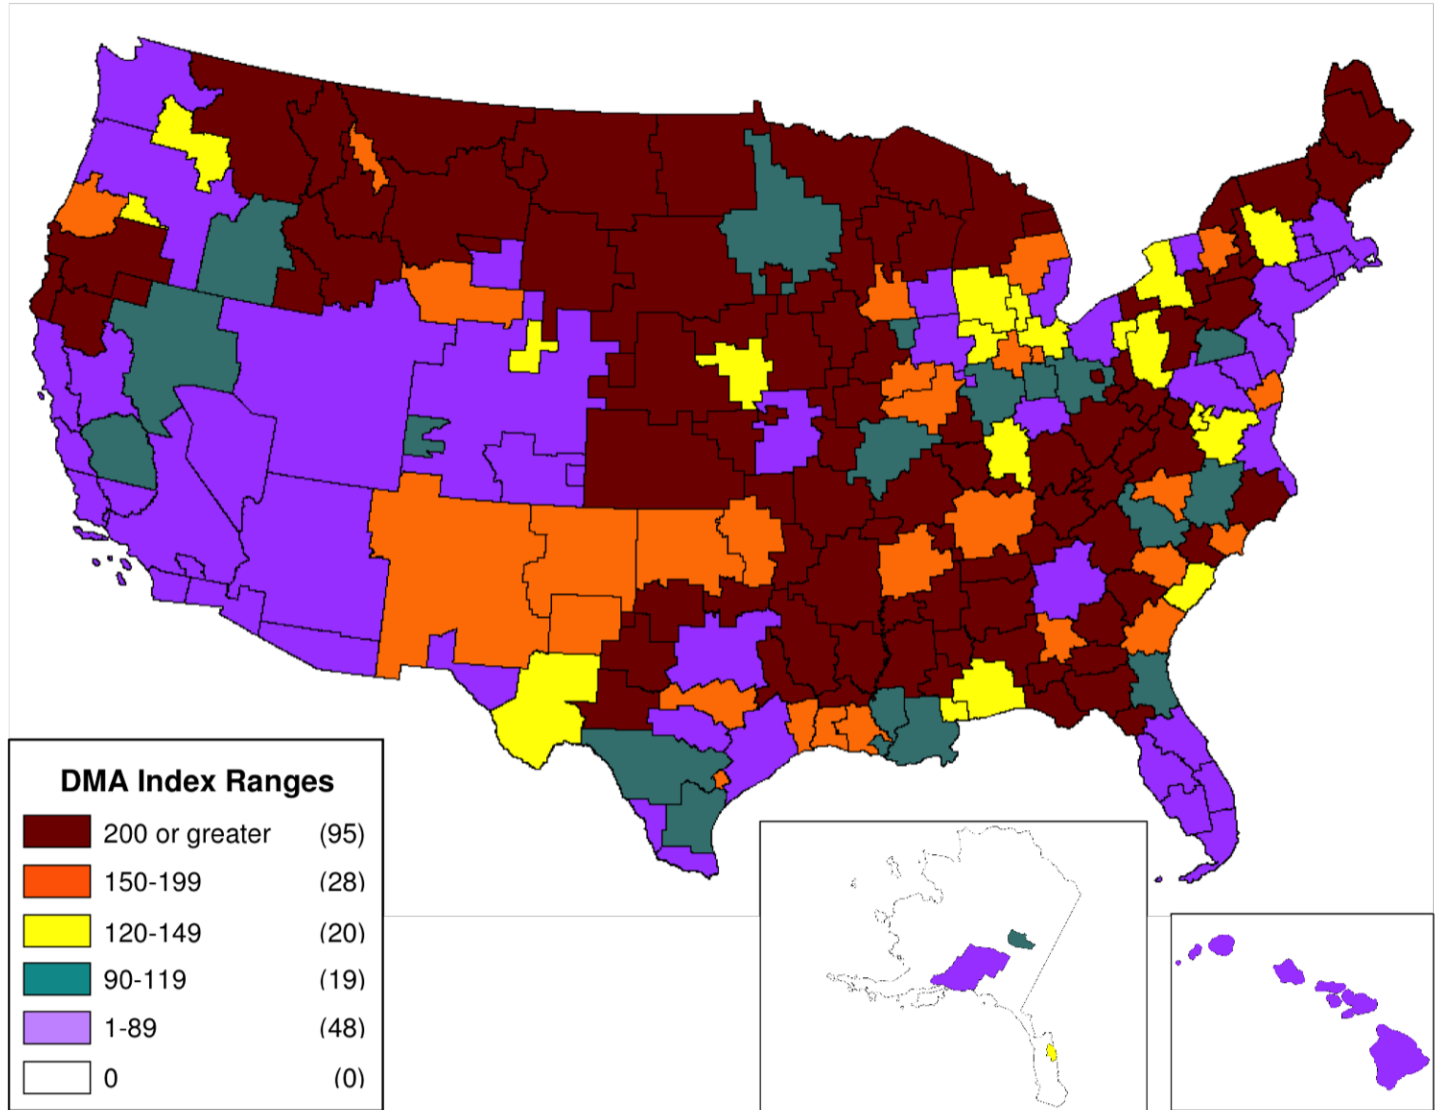 DMA Index Ranges
200 or greater (95)
150-199 (28)
120-149 (20)
90-119 (19)
1-89 (48)
0 (0)